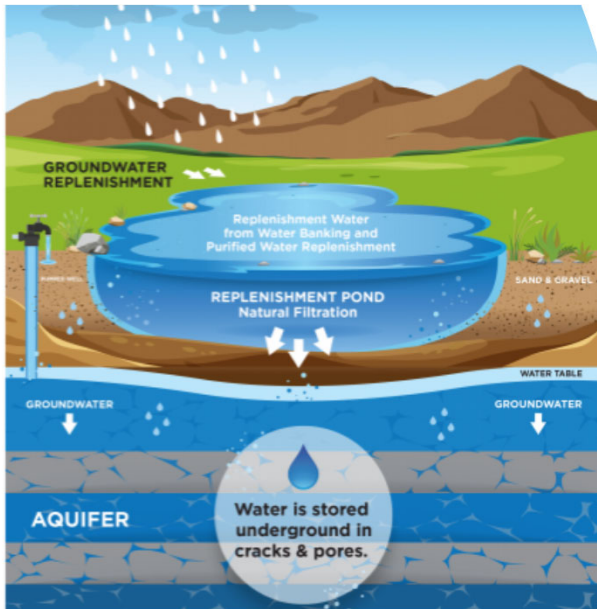 GROUNDWATER
REPLENISHMENT
Replenishment Water
from Water Banking and
Purified Water Replenishment
SAND & GRAVEL
REPLENISHMENT POND
Natural Filtration
WATER TABLE
GROUNDWATER
GROUNDWATER
AQUIFER
Water is stored
underground in
cracks & pores.